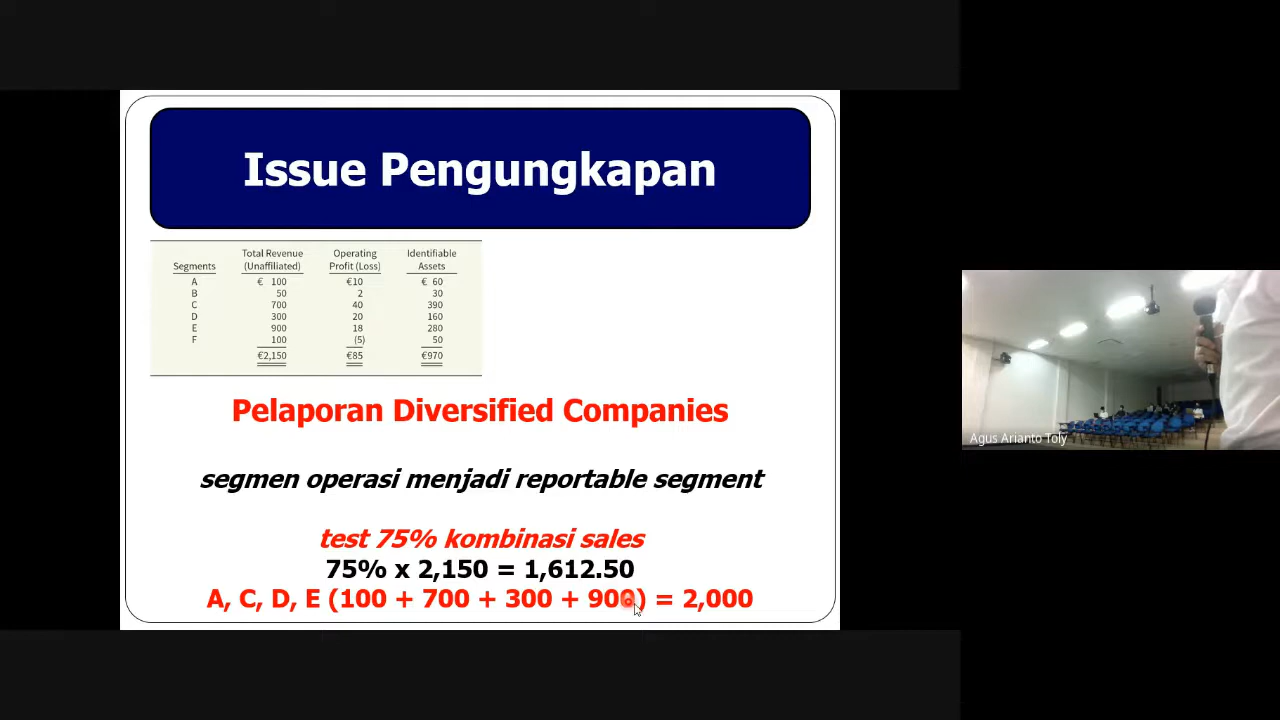 Issue Pengungkapan
Total Revenue Operating Identifiable
Segments (Unaffiliated) Profit (Loss) Assets
A € 100 €10 € 60
B 50 2 30
C 700 40 390
D 300 20 160
E 900 18 280
F 100 (5) 50
€2,150 €85 €970
Pelaporan Diversified Companies
segmen operasi menjadi reportable segment
test 75% kombinasi sales
75% x 2,150 = 1,612.50
A, C, D, E (100 + 700 + 300 + 900) = 2,000
Agus Arianto Toly